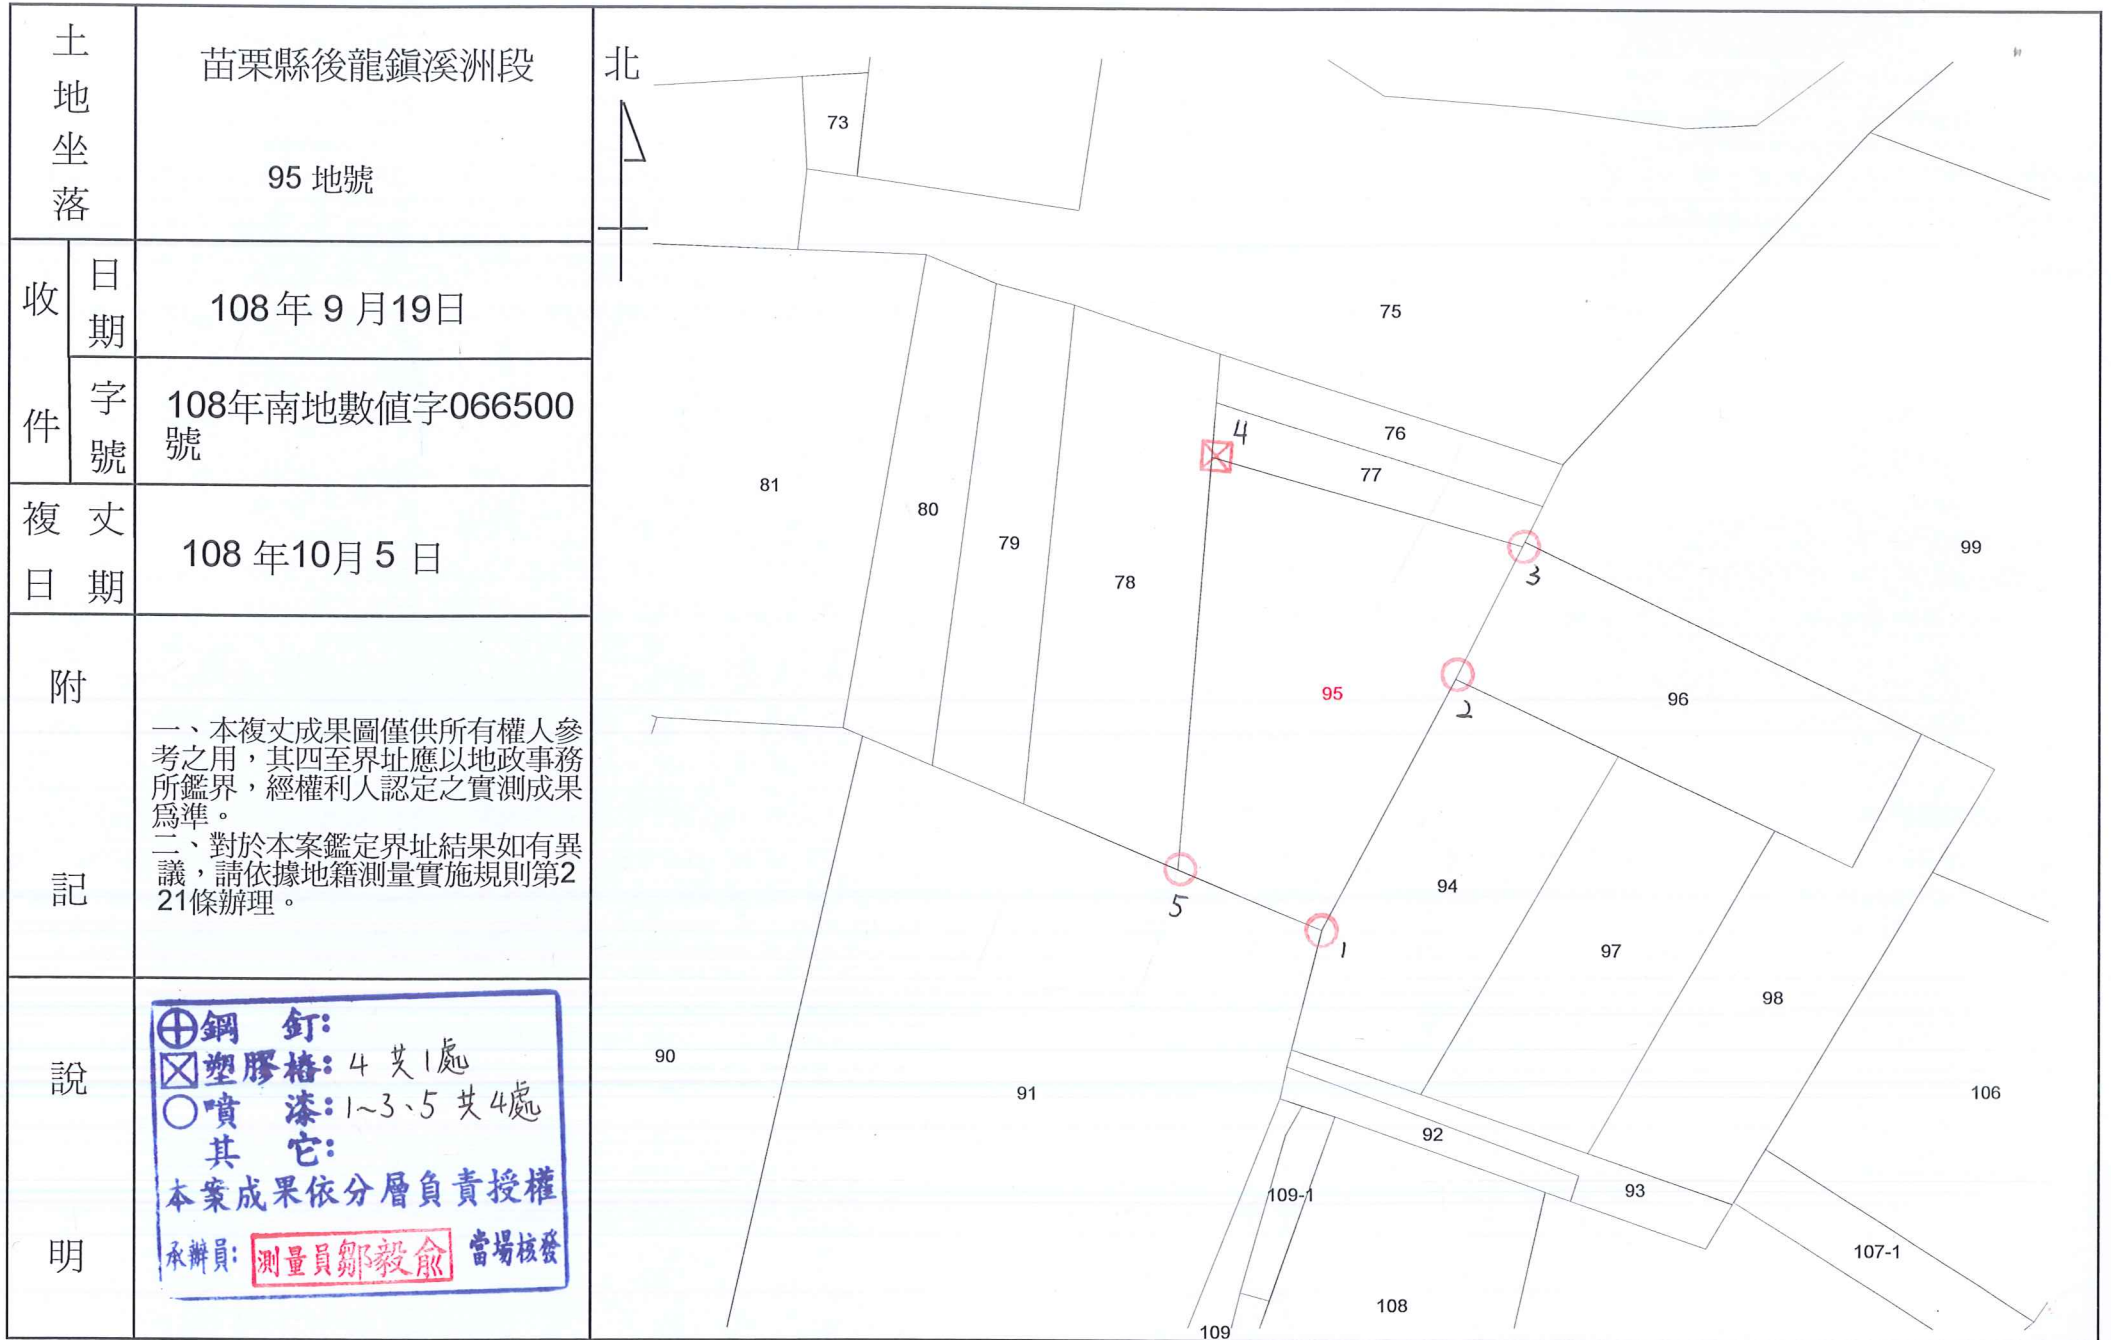 土地坐落
苗栗縣後龍鎮溪洲段
95 地號
收件
日期
108年 9 月19日
字號
108年南地數值字066500
號
複丈
日期
108 年10月 5 日
附記
一、本複丈成果圖僅供所有權人參
考之用，其四至界址應以地政事務
所鑑界，經權利人認定之實測成果
為準。
二、對於本案鑑定界址結果如有異
議，請依據地籍測量實施規則第2
21條辦理。
說明
鋼 釘:
塑膠樁: 4 共1處
噴 漆: 1~3、5 共4處
其 它:
本案成果依分層負責授權
承辦員: 測量員鄒毅俞 當場核發
北
73
75
76
4
77
81
80
79
78
3
99
95
2
96
5
94
1
97
98
90
91
106
92
93
109-1
107-1
108
109